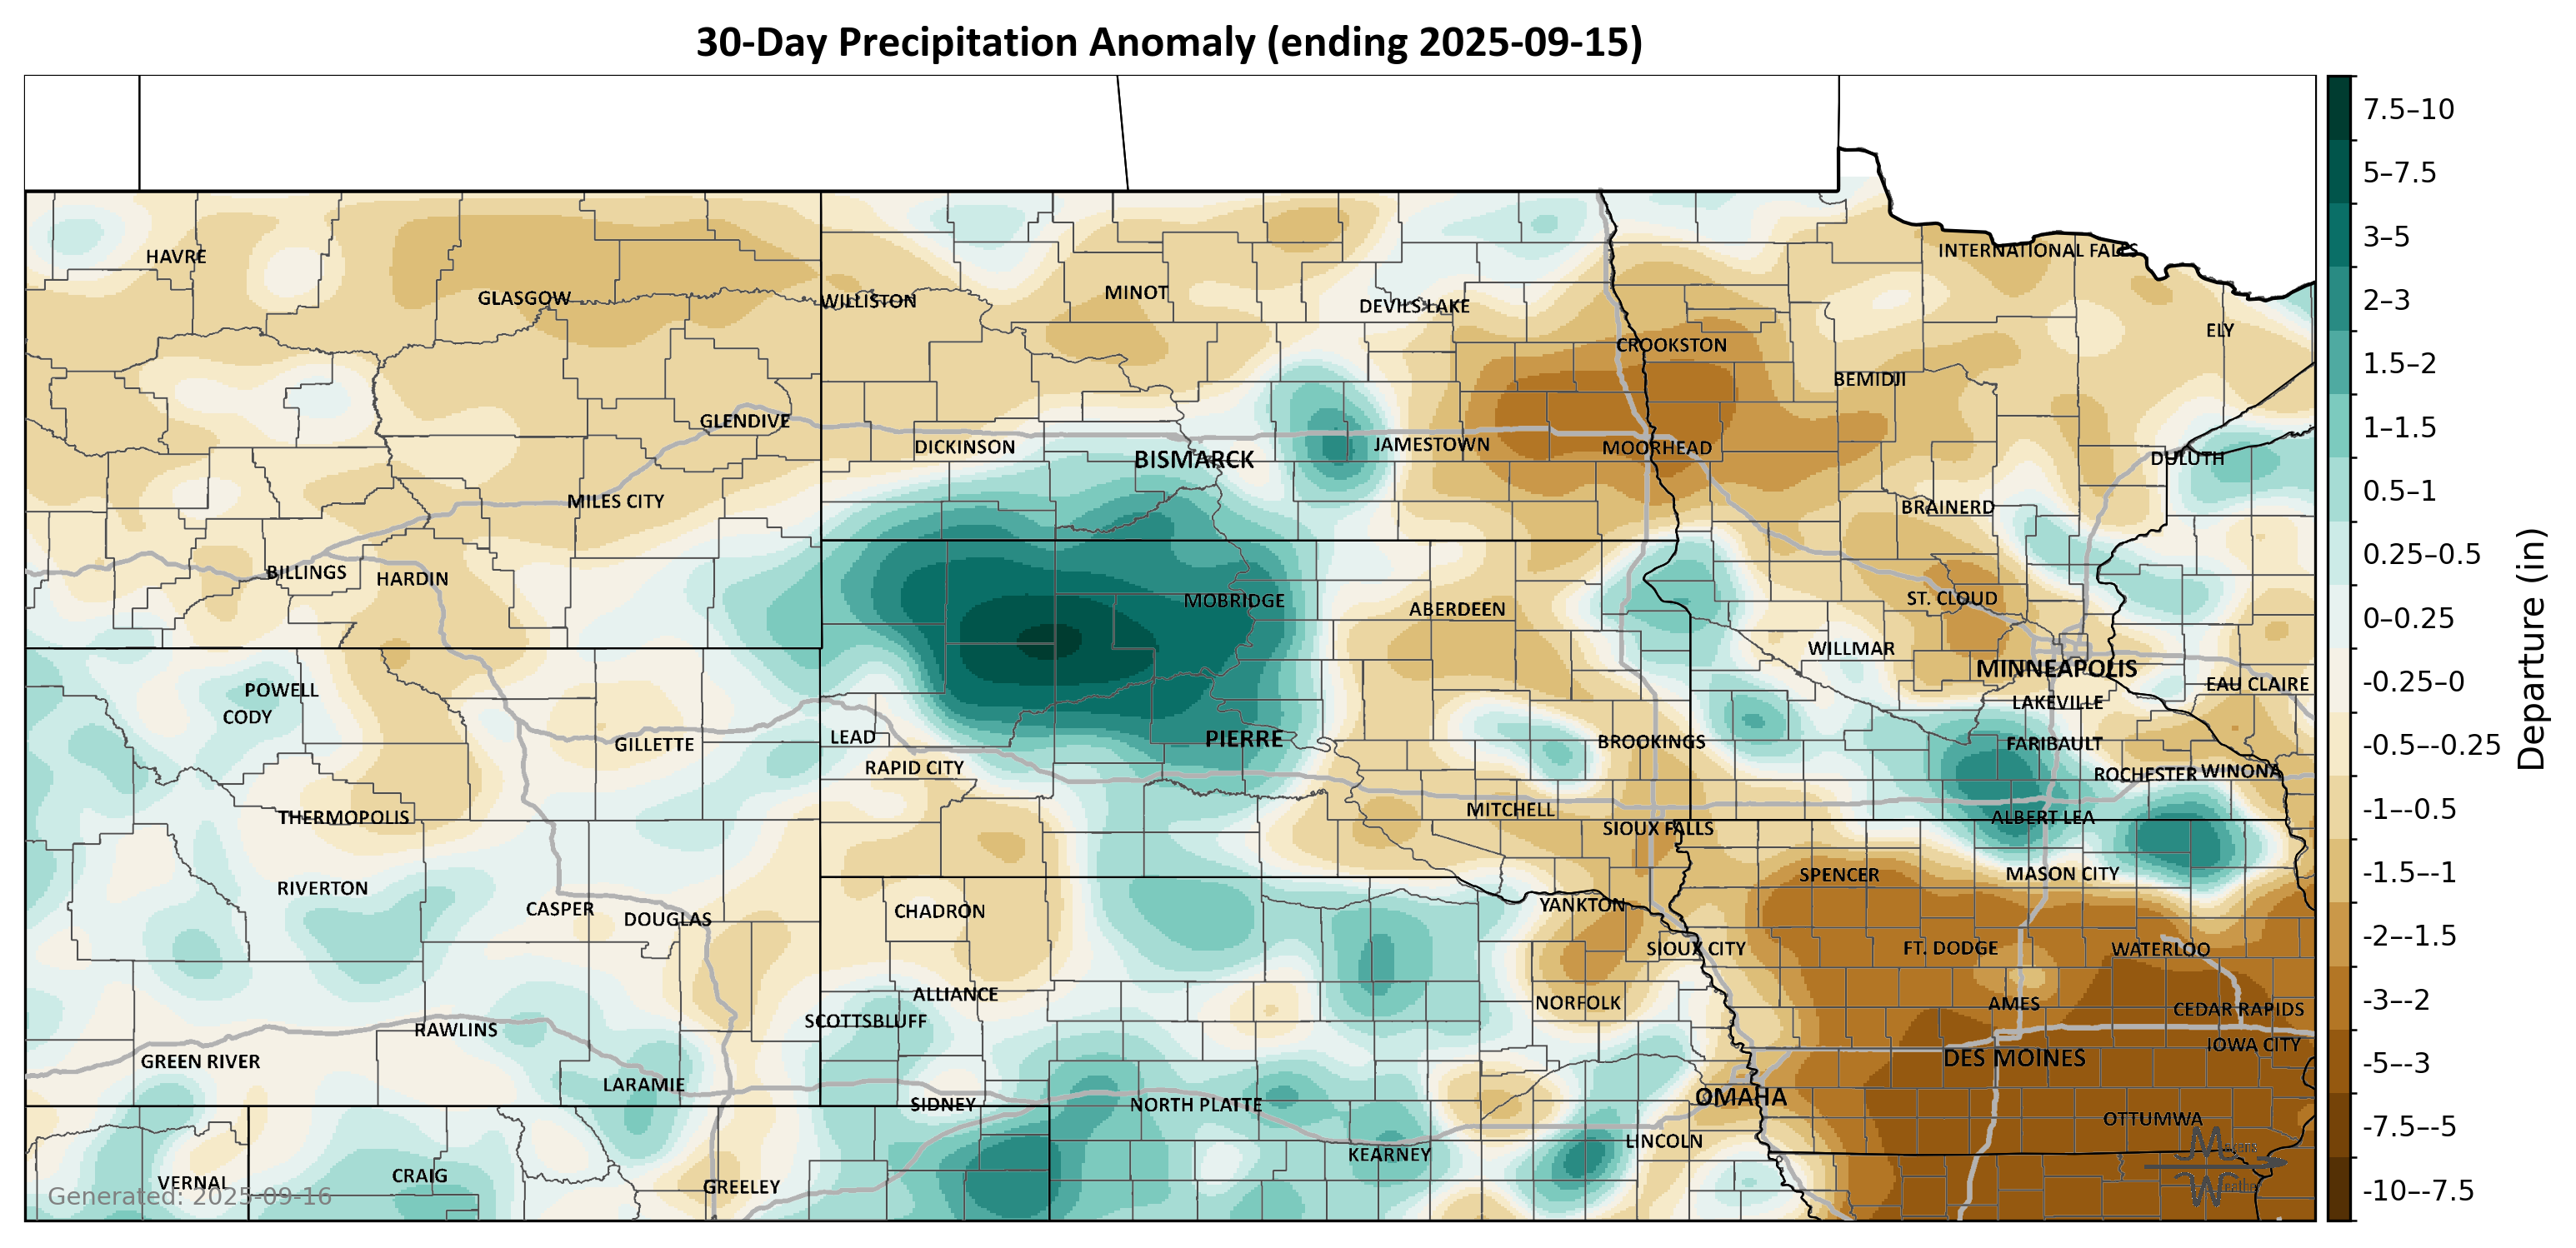 30-Day Precipitation Anomaly (ending 2025-09-15)
HAVRE
GLASGOW
WILLISTON
MINOT
DEVILS LAKE
CROOKSTON
INTERNATIONAL FALLS
ELY
BEMIDJI
GLENDIVE
DICKINSON
BISMARCK
JAMESTOWN
MOORHEAD
DULUTH
MILES CITY
BRAINERD
BILLINGS
HARDIN
MOBRIDGE
ABERDEEN
ST. CLOUD
WILLMAR
MINNEAPOLIS
EAU CLAIRE
LAKEVILLE
POWELL
CODY
GILLETTE
LEAD
PIERRE
BROOKINGS
FARIBAULT
RAPID CITY
ROCHESTER
WINONA
THERMOPOLIS
MITCHELL
SIOUX FALLS
ALBERT LEA
RIVERTON
CASPER
DOUGLAS
CHADRON
YANKTON
SPENCER
MASON CITY
SIOUX CITY
FT. DODGE
WATERLOO
ALLIANCE
NORFOLK
AMES
CEDAR RAPIDS
SCOTTSBLUFF
RAWLINS
GREEN RIVER
DES MOINES
IOWA CITY
LARAMIE
SIDNEY
NORTH PLATTE
OMAHA
OTTUMWA
LINCOLN
KEARNEY
VERNAL
CRAIG
GREELEY
Generated: 2025-09-16
7.5–10
5–7.5
3–5
2–3
1.5–2
1–1.5
0.5–1
0.25–0.5
0–0.25
-0.25–0
-0.5–-0.25
-1–-0.5
-1.5–-1
-2–-1.5
-3–-2
-5–-3
-7.5–-5
-10–-7.5
Departure (in)